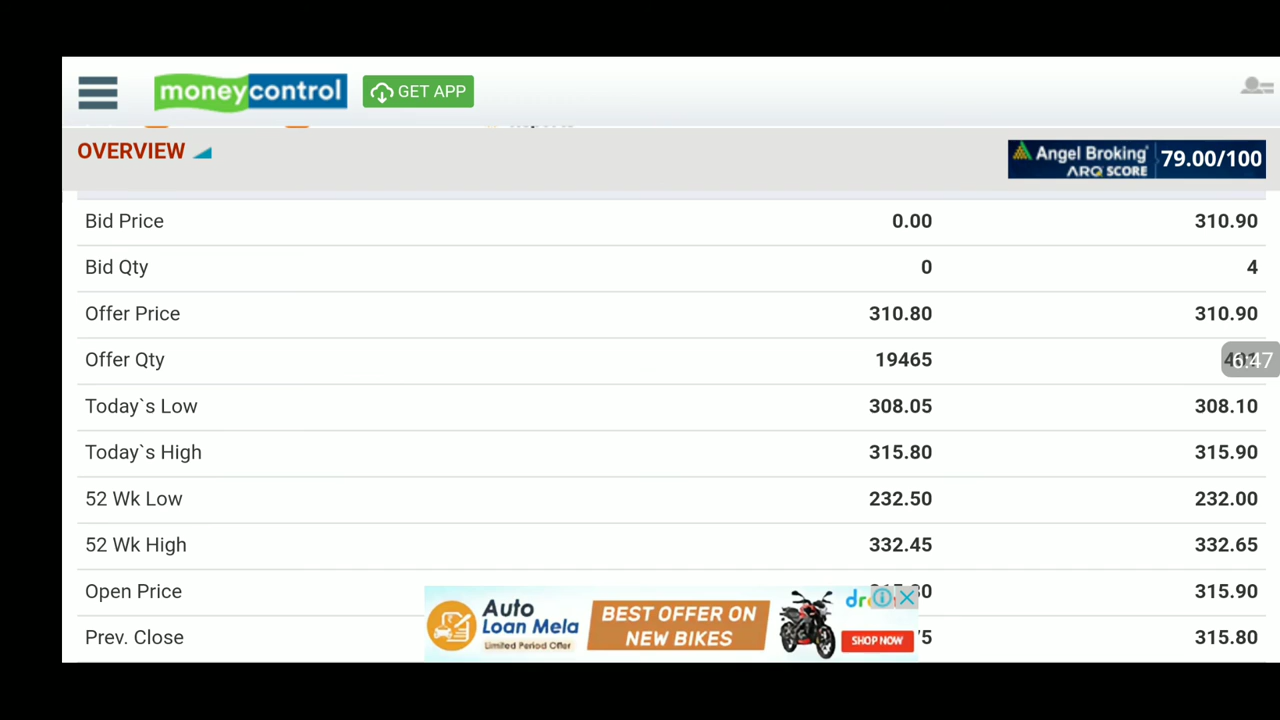 moneycontrol GET APP
OVERVIEW
Angel Broking
ARQ SCORE
79.00/100
Bid Price 0.00 310.90
Bid Qty 0 4
Offer Price 310.80 310.90
Offer Qty 19465
6:47
Today`s Low 308.05 308.10
Today`s High 315.80 315.90
52 Wk Low 232.50 232.00
52 Wk High 332.45 332.65
Open Price 315.90
Prev. Close 315.80
Auto
Loan Mela
Limited Period Offer
BEST OFFER ON
NEW BIKES
SHOP NOW